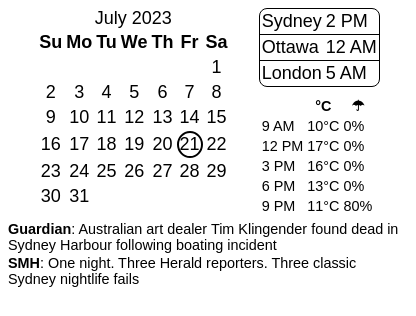 July 2023
Su Mo Tu We Th Fr Sa
1
2 3 4 5 6 7 8
9 10 11 12 13 14 15
16 17 18 19 20 21 22
23 24 25 26 27 28 29
30 31
Sydney 2 PM
Ottawa 12 AM
London 5 AM
°C ☂
9 AM 10°C 0%
12 PM 17°C 0%
3 PM 16°C 0%
6 PM 13°C 0%
9 PM 11°C 80%
Guardian: Australian art dealer Tim Klingender found dead in
Sydney Harbour following boating incident
SMH: One night. Three Herald reporters. Three classic
Sydney nightlife fails